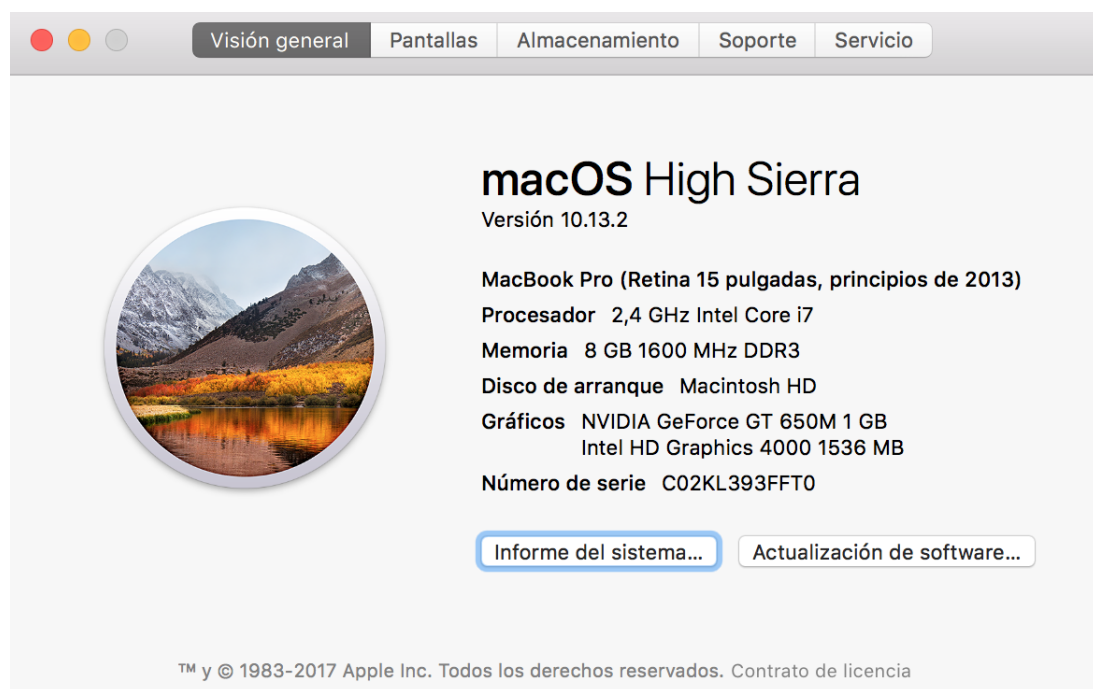 Visión general Pantallas Almacenamiento Soporte Servicio
macOS High Sierra
Versión 10.13.2
MacBook Pro (Retina 15 pulgadas, principios de 2013)
Procesador 2,4 GHz Intel Core i7
Memoria 8 GB 1600 MHz DDR3
Disco de arranque Macintosh HD
Gráficos NVIDIA GeForce GT 650M 1 GB
Intel HD Graphics 4000 1536 MB
Número de serie C02KL393FFT0
Informe del sistema... Actualización de software...
™ y © 1983-2017 Apple Inc. Todos los derechos reservados. Contrato de licencia